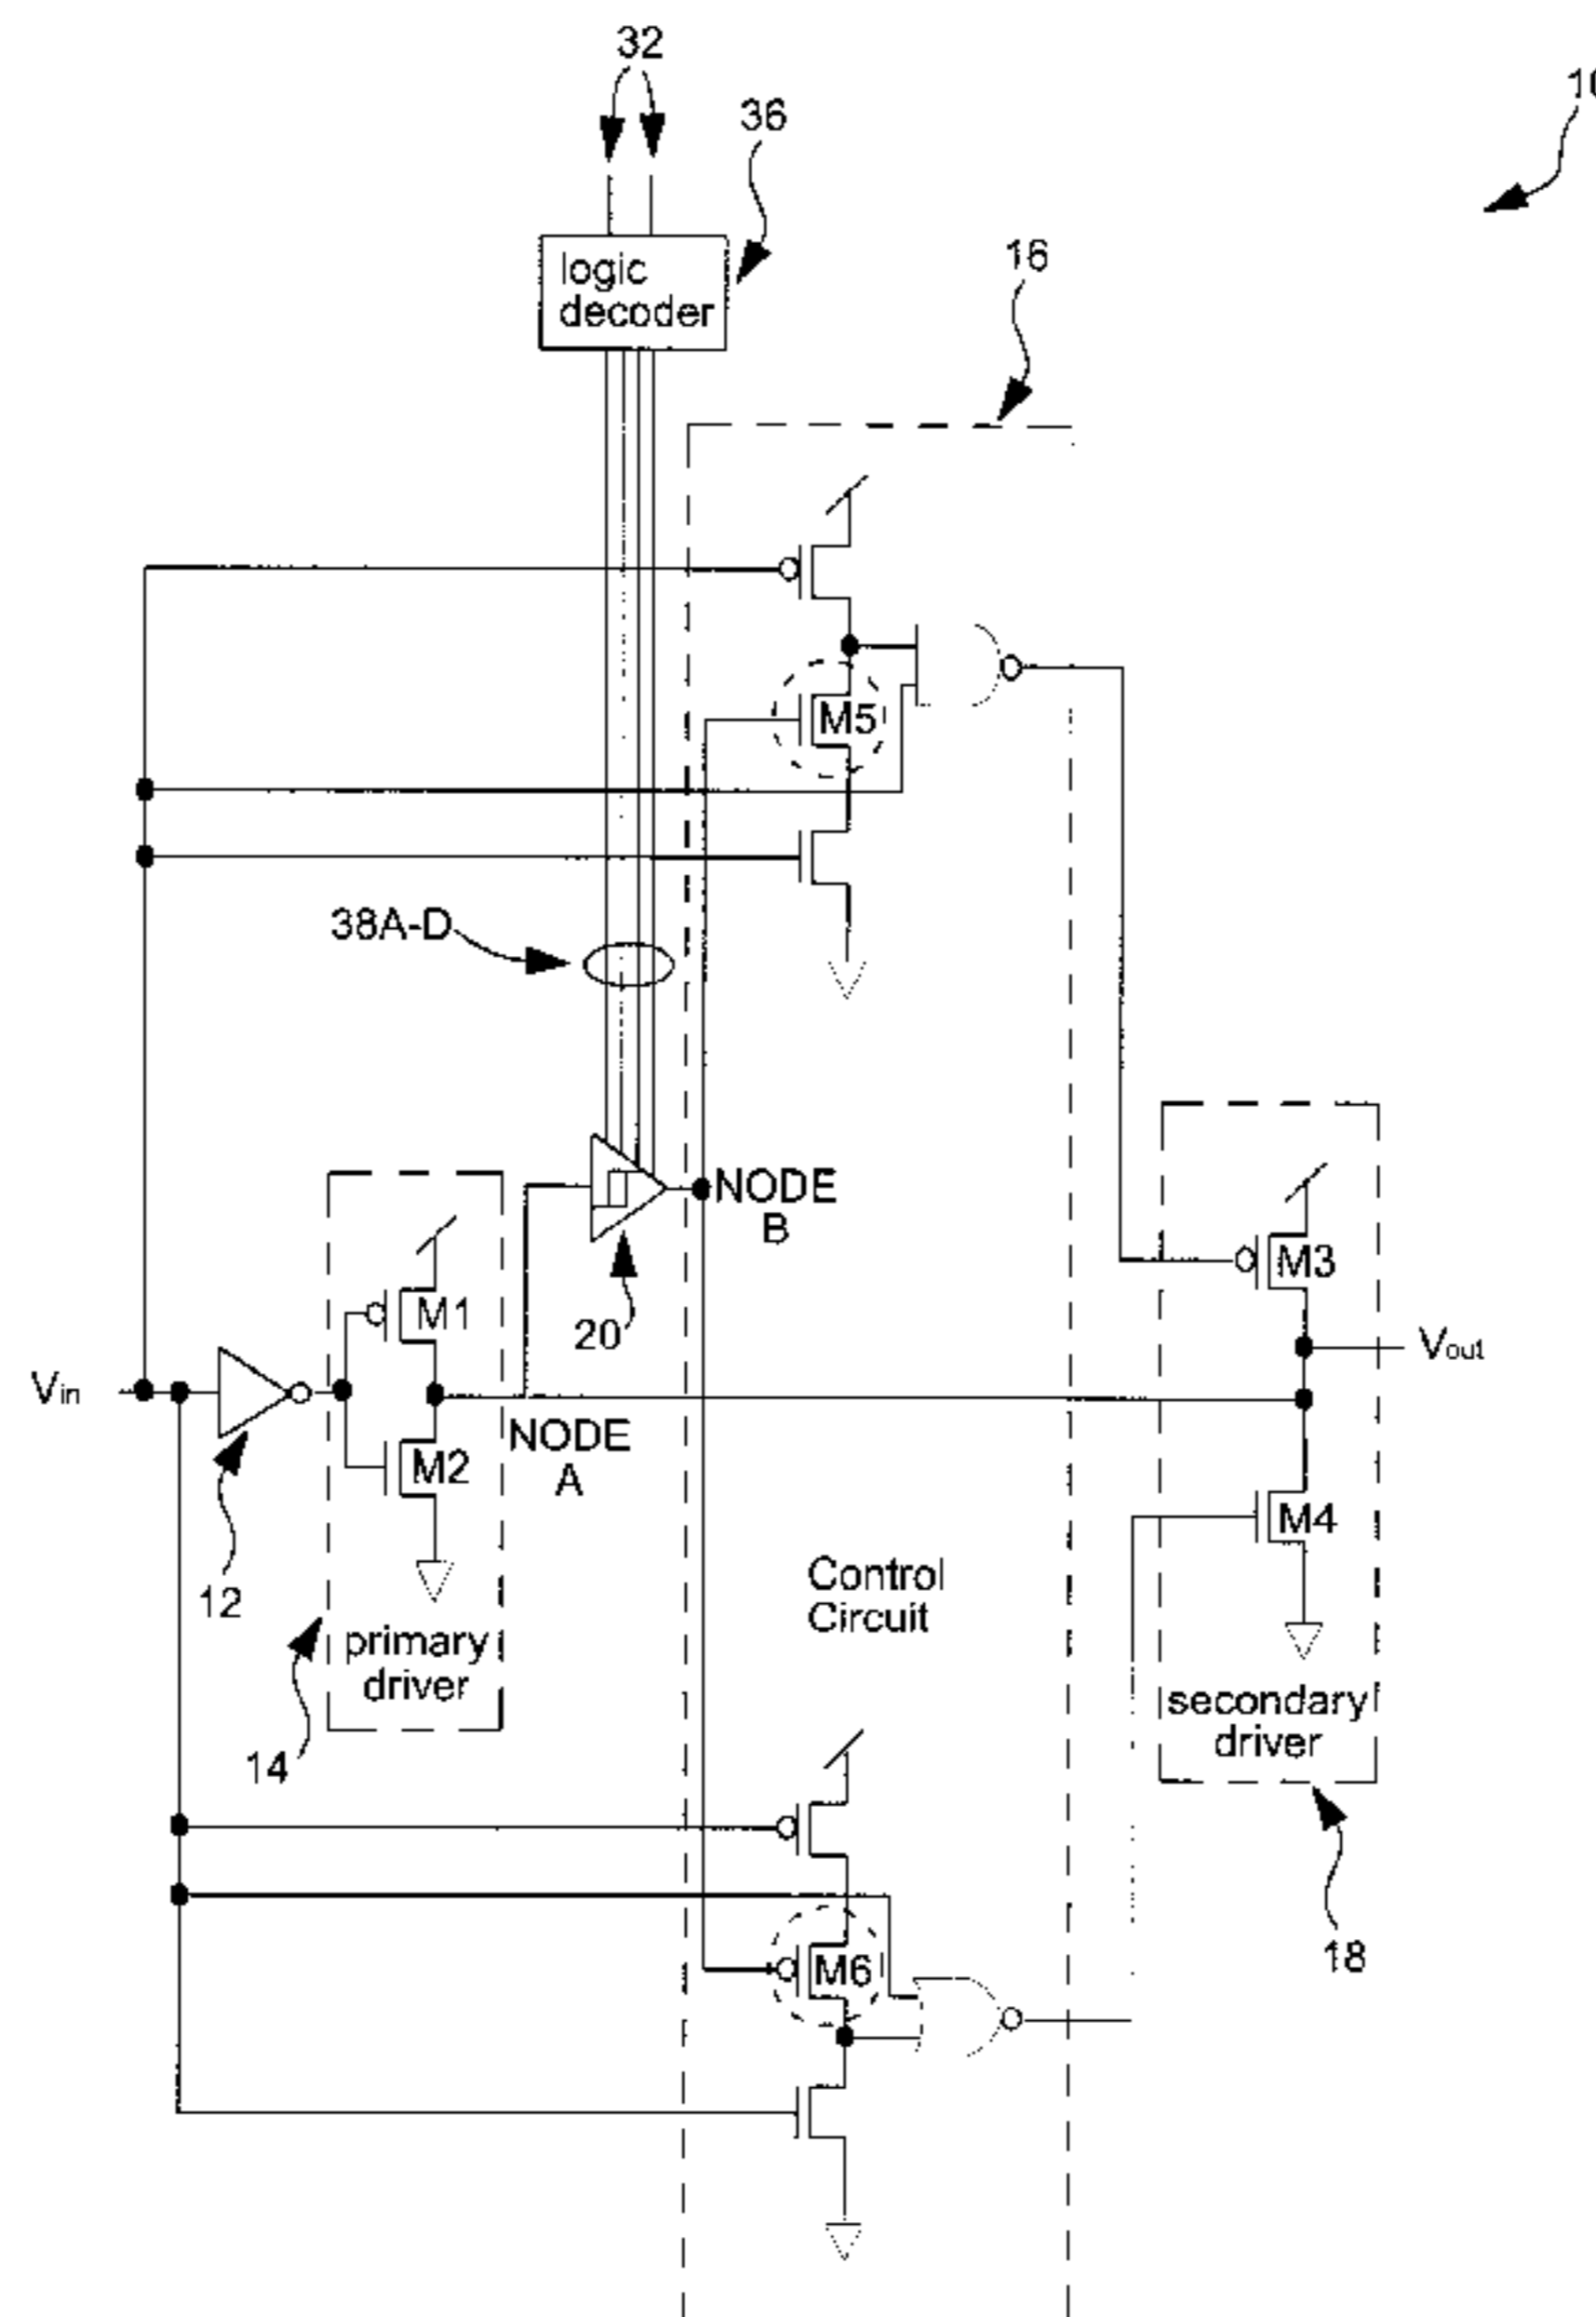 32
36
logic
decoder
16
M5
38A-D
NODE
B
M3
M1
20
Vout
Vin
NODE
A
M2
M4
12
Control
Circuit
primary
driver
secondary
driver
14
M6
18